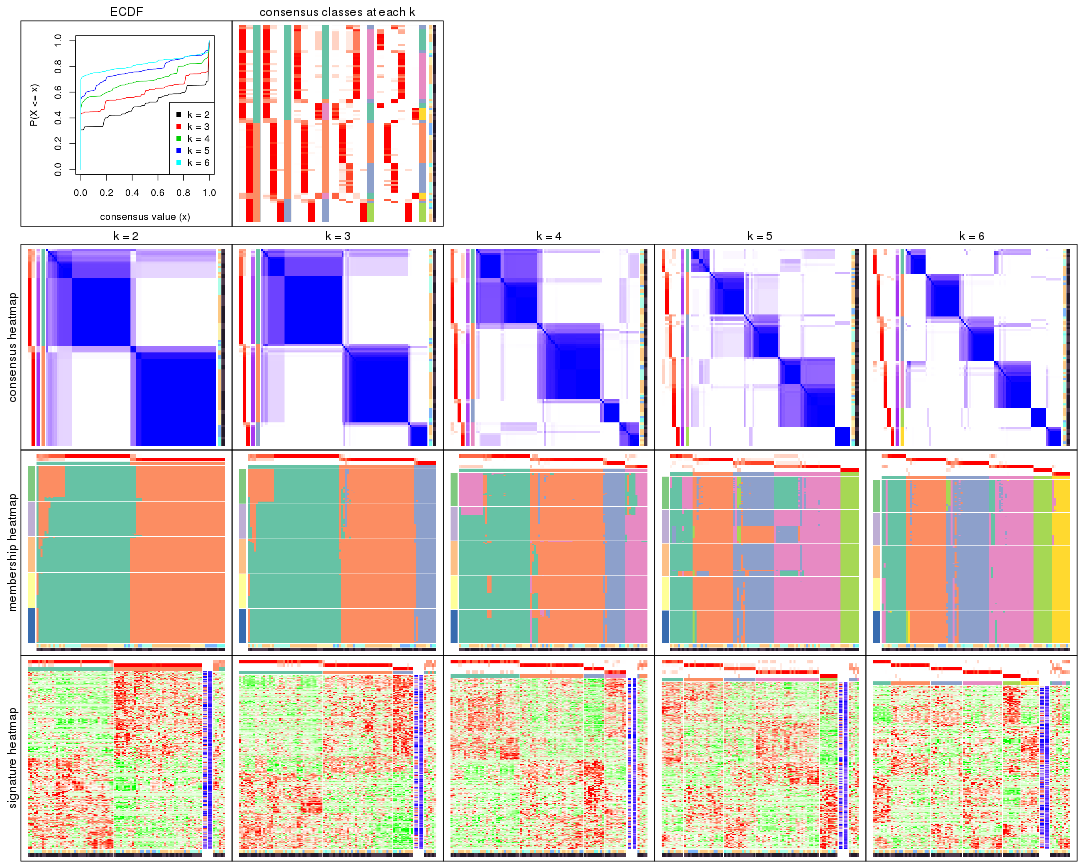 ECDF
consensus classes at each k
P(X <= x)
0.0 0.2 0.4 0.6 0.8 1.0
k = 2
k = 3
k = 4
k = 5
k = 6
0.0 0.2 0.4 0.6 0.8 1.0
consensus value (x)
k = 2 k = 3 k = 4 k = 5 k = 6
consensus heatmap
membership heatmap
signature heatmap